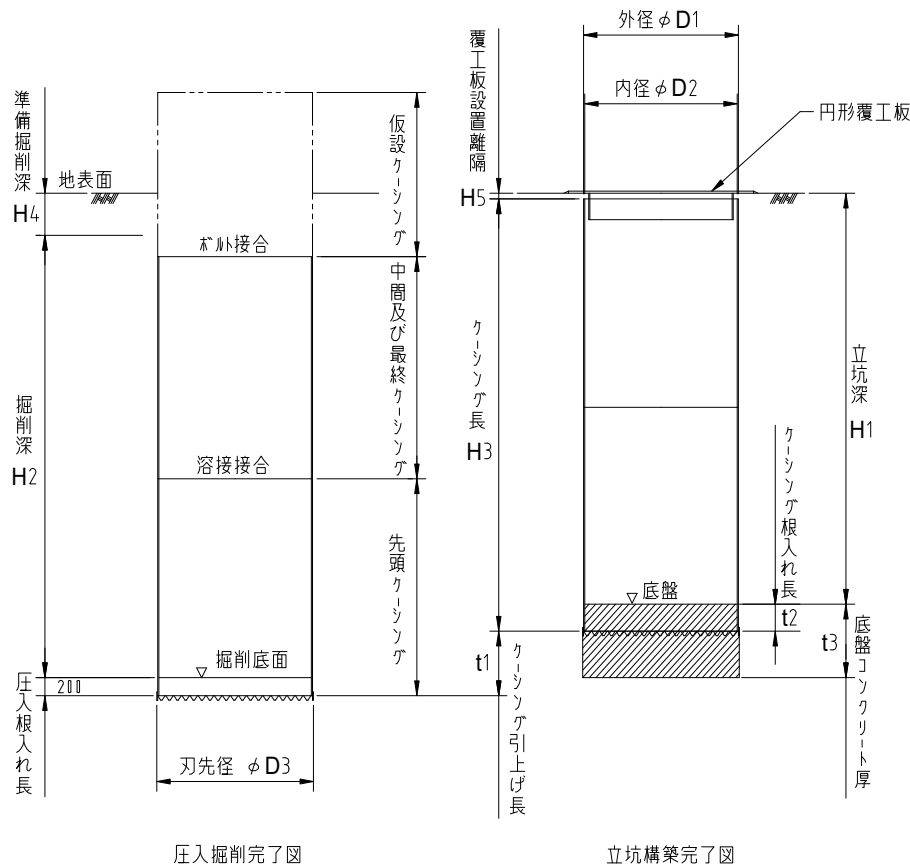 準備掘削深
H4
地表面
掘削深
H2
圧入根入れ長
200
ボルト接合
溶接接合
掘削底面
刃先径 φD3
仮設ケーシング
中間及び最終ケーシング
先頭ケーシング
圧入掘削完了図
外径φD1
内径φD2
覆工板設置離隔
H5
円形覆工板
ケーシング長
H3
立坑深
H1
ケーシング根入れ長
t2
底盤
t1
ケーシング引上げ長
t3
底盤コンクリート厚
立坑構築完了図